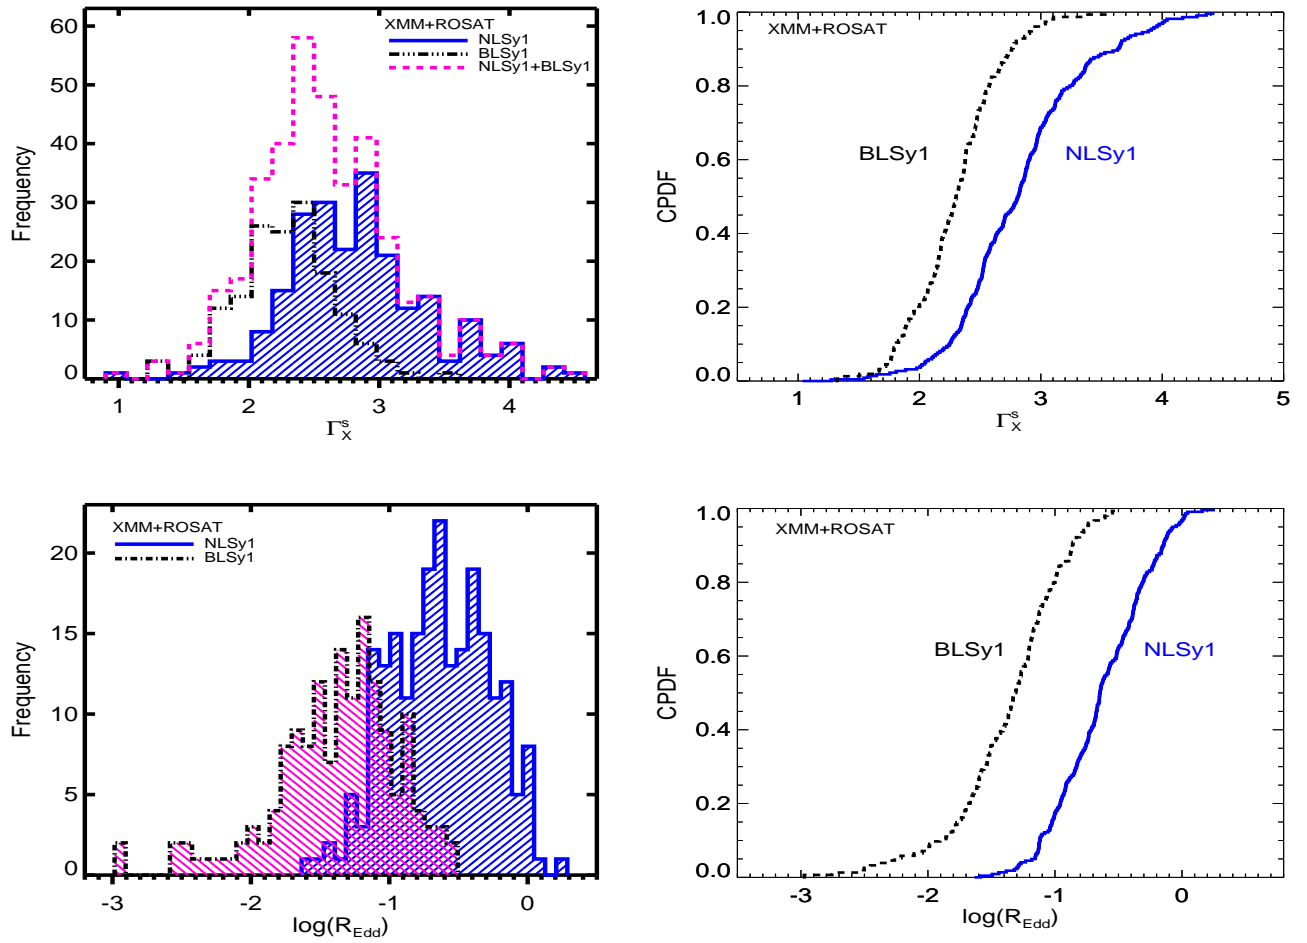 XMM+ROSAT
NLSy1
BLSy1
NLSy1+BLSy1
Frequency
60
50
40
30
20
10
0
1 2 3 4
Γ_X^s
XMM+ROSAT
BLSy1
NLSy1
CPDF
1.0
0.8
0.6
0.4
0.2
0.0
1 2 3 4 5
Γ_X^s
XMM+ROSAT
NLSy1
BLSy1
Frequency
20
15
10
5
0
-3 -2 -1 0
log(R_Edd)
XMM+ROSAT
BLSy1
NLSy1
CPDF
1.0
0.8
0.6
0.4
0.2
0.0
-3 -2 -1 0
log(R_Edd)